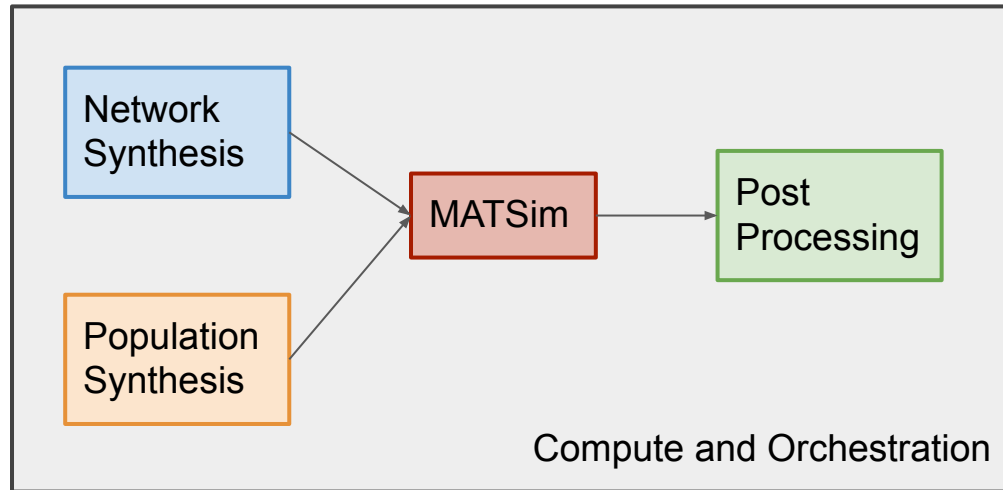 Network
Synthesis
MATSim
Post
Processing
Population
Synthesis
Compute and Orchestration